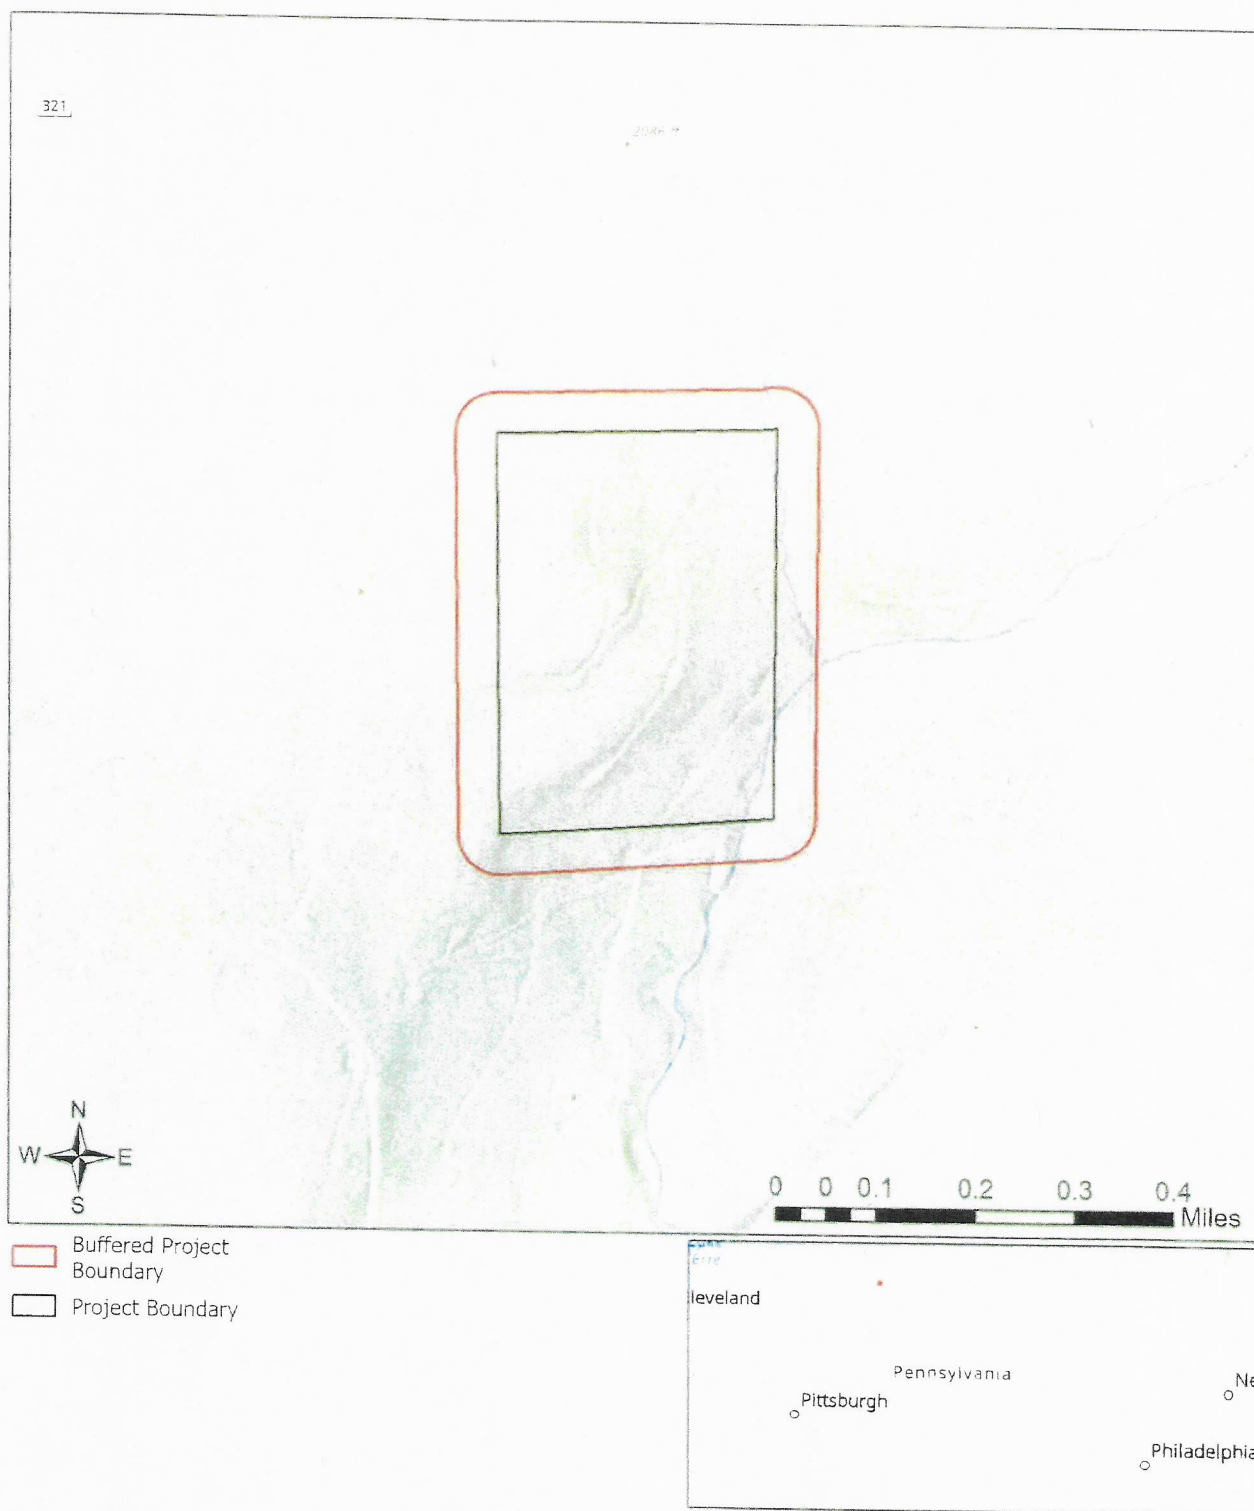 321
N
W E
S
0 0 0.1 0.2 0.3 0.4
Miles
Buffered Project
Boundary
Project Boundary
Erie
leveland
Pennsylvania
Pittsburgh
Ne
Philadelphia